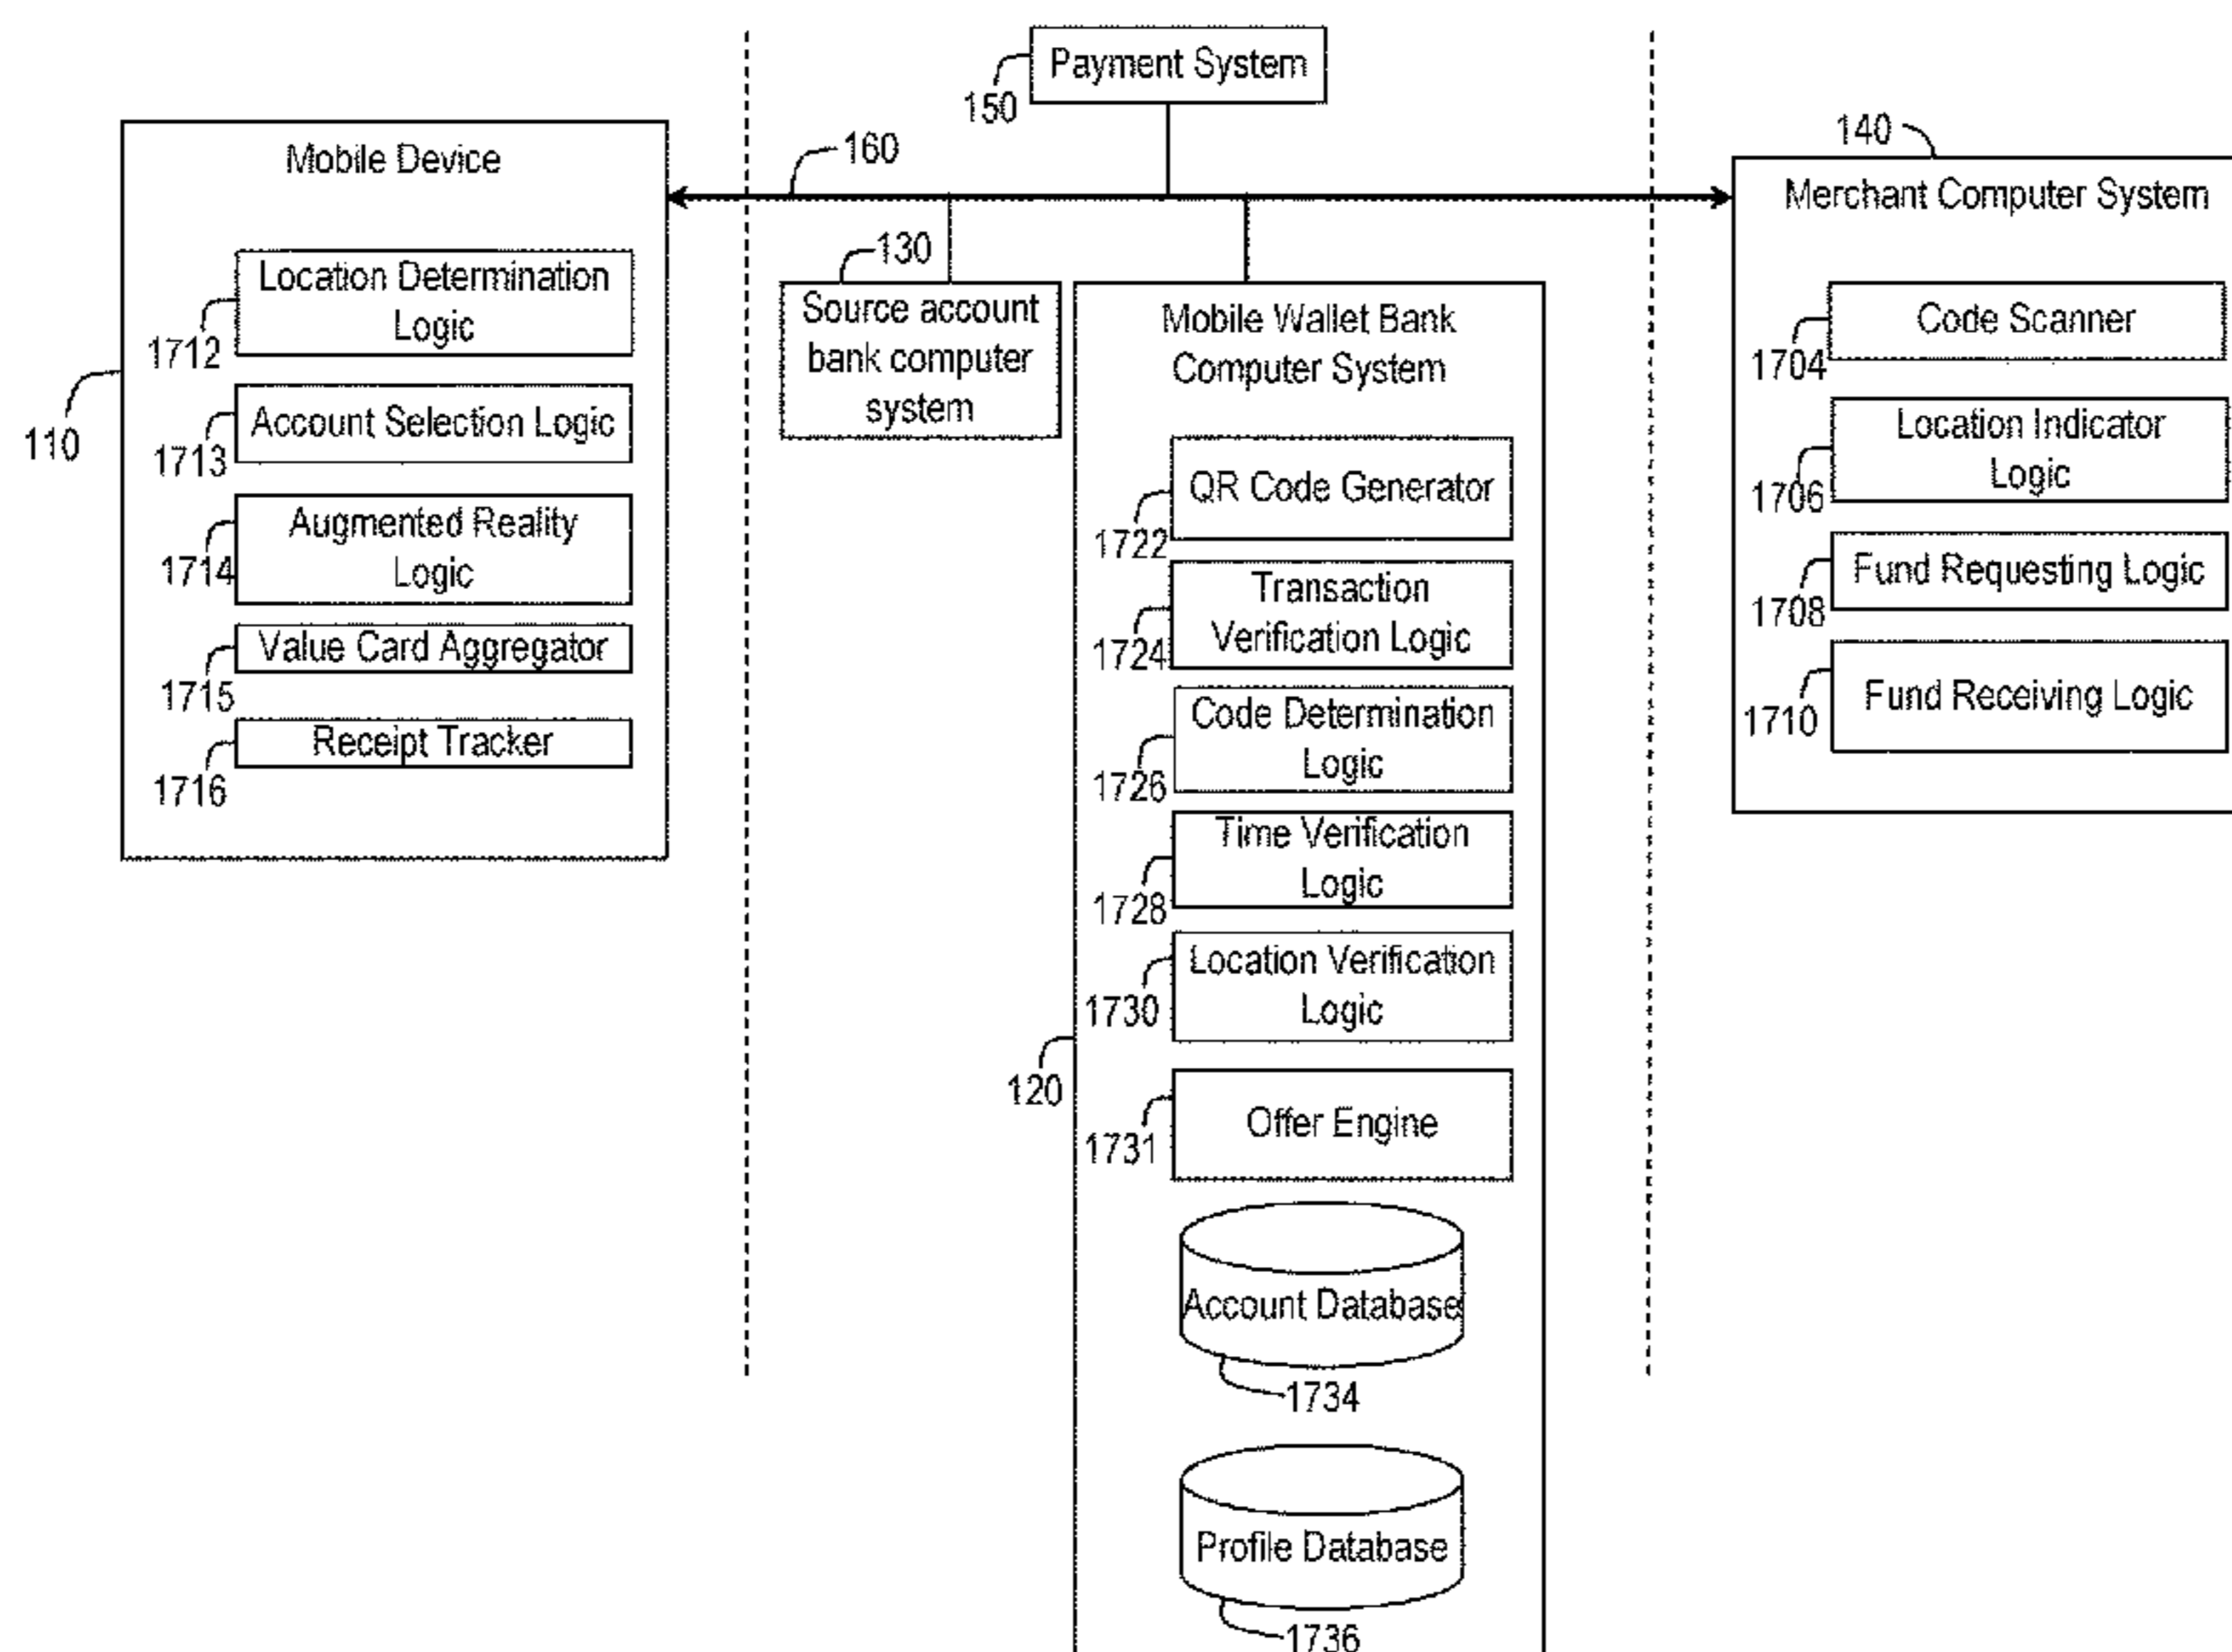 Payment System
150
160
140
Mobile Device
Location Determination
Logic
1712
Account Selection Logic
1713
110
Augmented Reality
Logic
1714
Value Card Aggregator
1715
Receipt Tracker
1716
130
Source account
bank computer
system
Mobile Wallet Bank
Computer System
QR Code Generator
1722
Transaction
Verification Logic
1724
Code Determination
Logic
1726
Time Verification
Logic
1728
Location Verification
Logic
1730
120
Offer Engine
1731
Account Database
1734
Profile Database
1736
Merchant Computer System
Code Scanner
1704
Location Indicator
Logic
1706
Fund Requesting Logic
1708
Fund Receiving Logic
1710